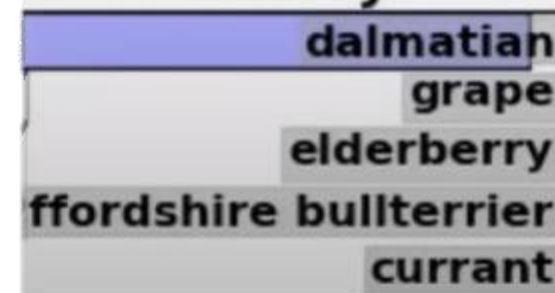 dalmatian
grape
elderberry
ffordshire bullterrier
currant